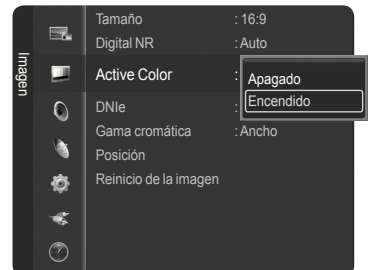 Imagen
Tamaño : 16:9
Digital NR : Auto
Active Color :
Apagado
Encendido
DNIe :
Gama cromática : Ancho
Posición
Reinicio de la imagen